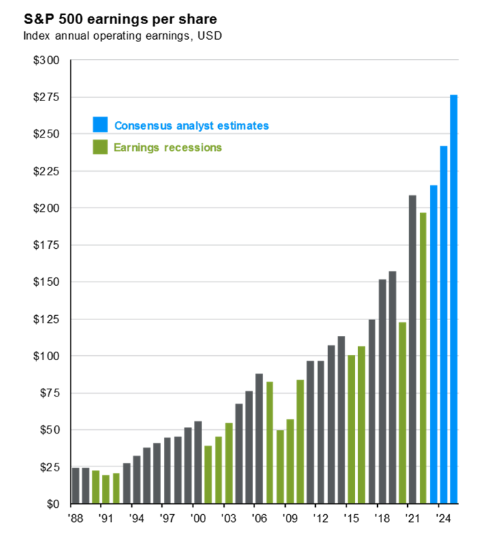 S&P 500 earnings per share
Index annual operating earnings, USD
$300
$275
$250
$225
$200
$175
$150
$125
$100
$75
$50
$25
$0
Consensus analyst estimates
Earnings recessions
'88 '91 '94 '97 '00 '03 '06 '09 '12 '15 '18 '21 '24